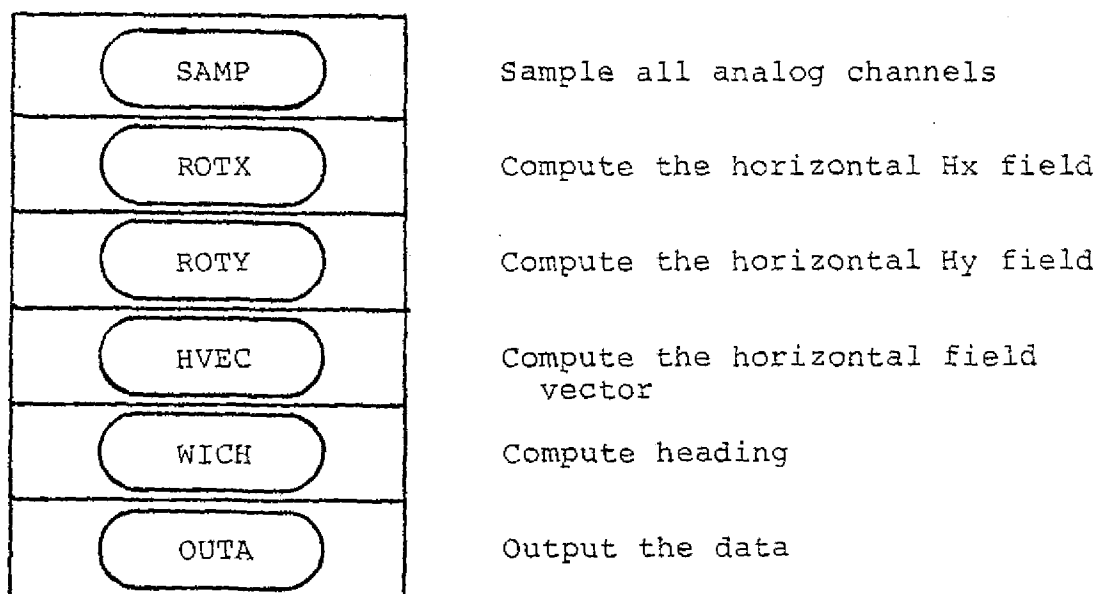 SAMP Sample all analog channels
ROTX Compute the horizontal Hx field
ROTY Compute the horizontal Hy field
HVEC Compute the horizontal field
vector
WICH Compute heading
OUTA Output the data